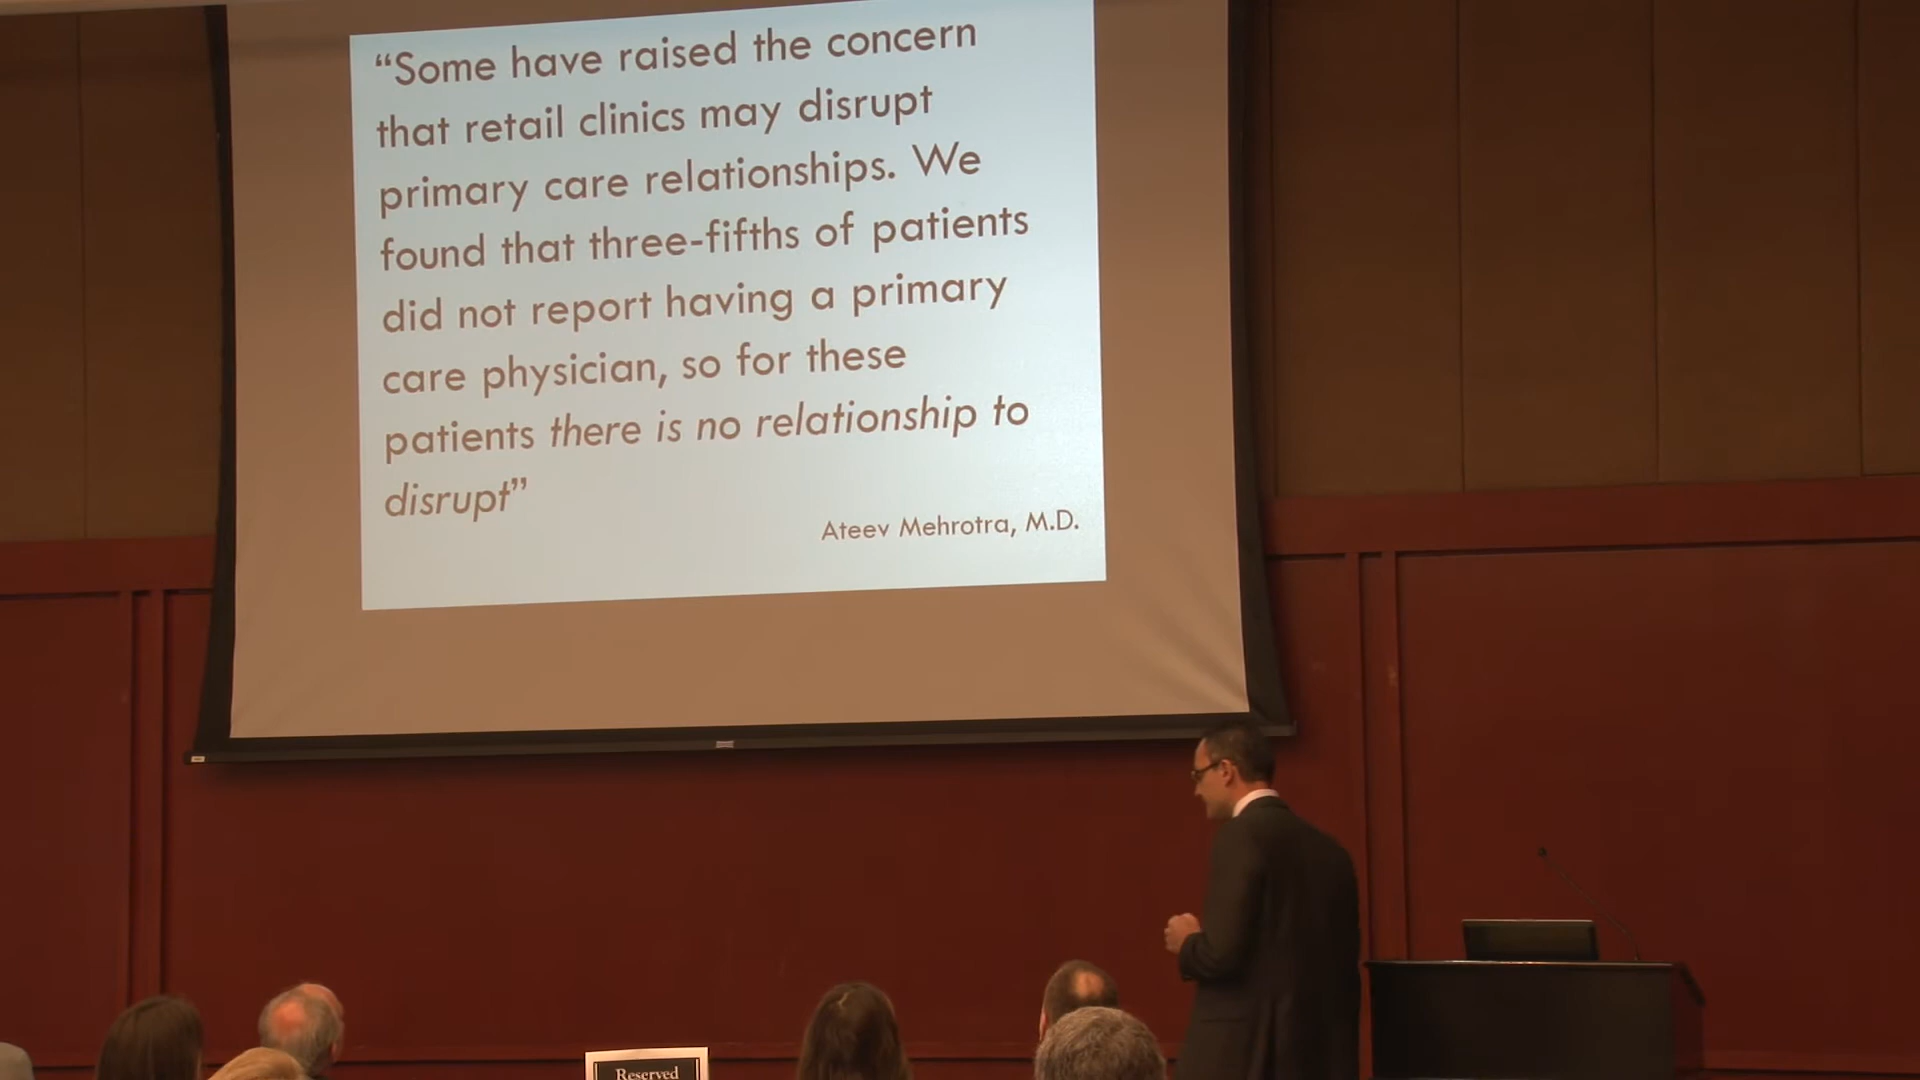 “Some have raised the concern
that retail clinics may disrupt
primary care relationships. We
found that three-fifths of patients
did not report having a primary
care physician, so for these
patients there is no relationship to
disrupt”
Ateev Mehrotra, M.D.
Reserved